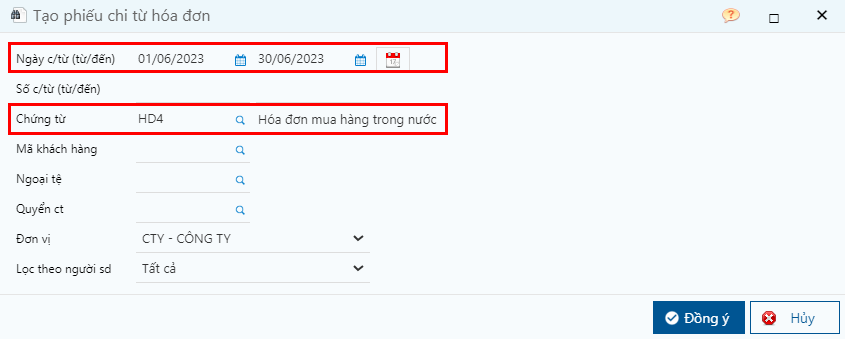 Tạo phiếu chi từ hóa đơn
Ngày c/từ (từ/đến) 01/06/2023 30/06/2023
Số c/từ (từ/đến)
Chứng từ HD4 Hóa đơn mua hàng trong nước
Mã khách hàng
Ngoại tệ
Quyển ct
Đơn vị CTY - CÔNG TY
Lọc theo người sd Tất cả
Đồng ý Hủy